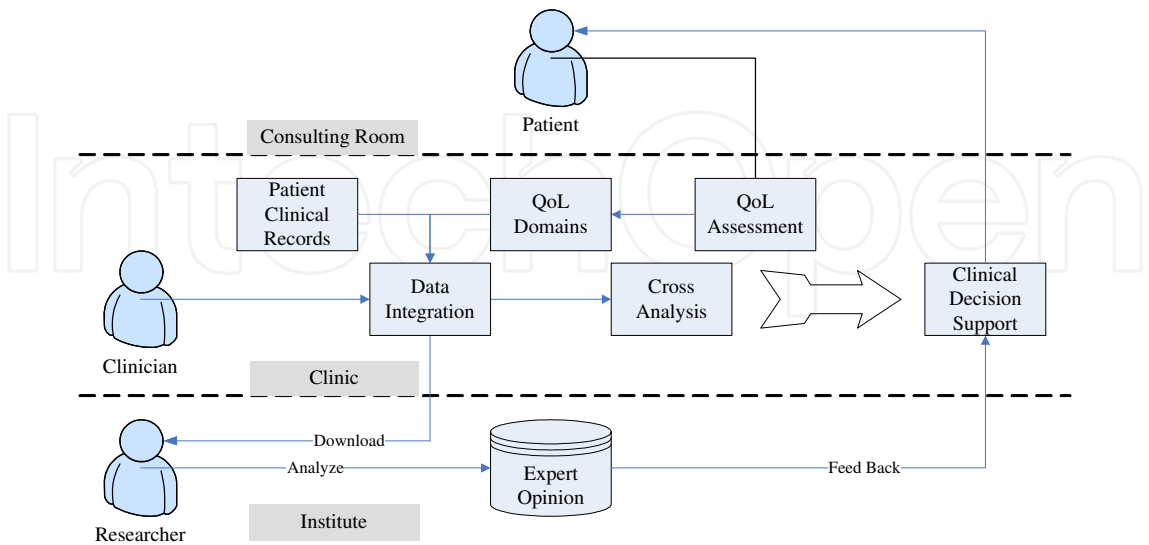 Patient
Consulting Room
Patient
Clinical
Records
QoL
Domains
QoL
Assessment
Data
Integration
Cross
Analysis
Clinical
Decision
Support
Clinician
Clinic
Download
Analyze
Expert
Opinion
Feed Back
Institute
Researcher
IntechOpen